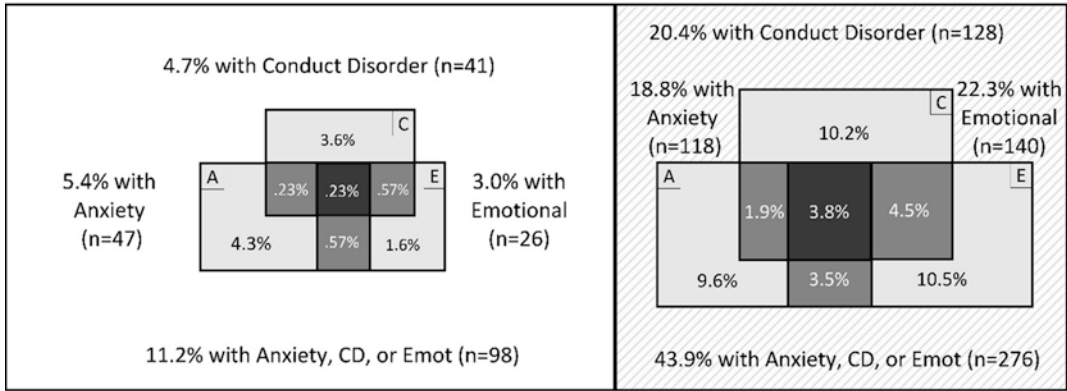 4.7% with Conduct Disorder (n=41)
C
3.6%
A
E
.23%
.23%
.57%
5.4% with
Anxiety
(n=47)
3.0% with
Emotional
(n=26)
4.3%
.57%
1.6%
11.2% with Anxiety, CD, or Emot (n=98)
20.4% with Conduct Disorder (n=128)
18.8% with
Anxiety
(n=118)
22.3% with
Emotional
(n=140)
C
10.2%
A
E
1.9%
3.8%
4.5%
9.6%
3.5%
10.5%
43.9% with Anxiety, CD, or Emot (n=276)